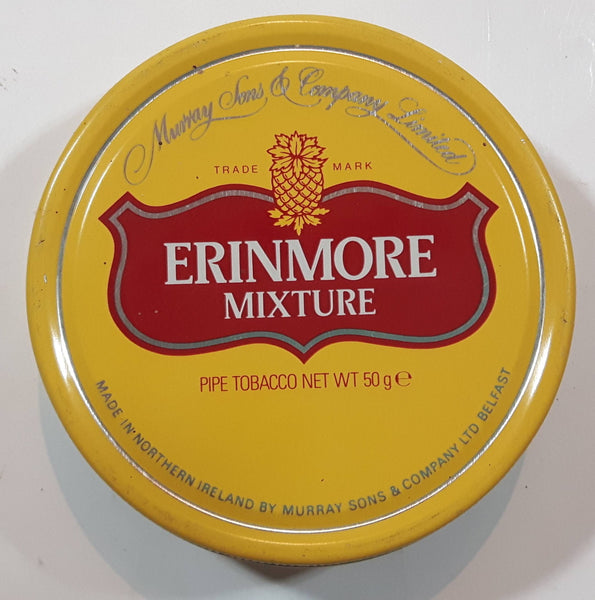 Murray Sons & Company Limited
TRADE MARK
ERINMORE
MIXTURE
PIPE TOBACCO NET WT 50 g ℮
MADE·IN·NORTHERN IRELAND BY MURRAY SONS & COMPANY LTD BELFAST